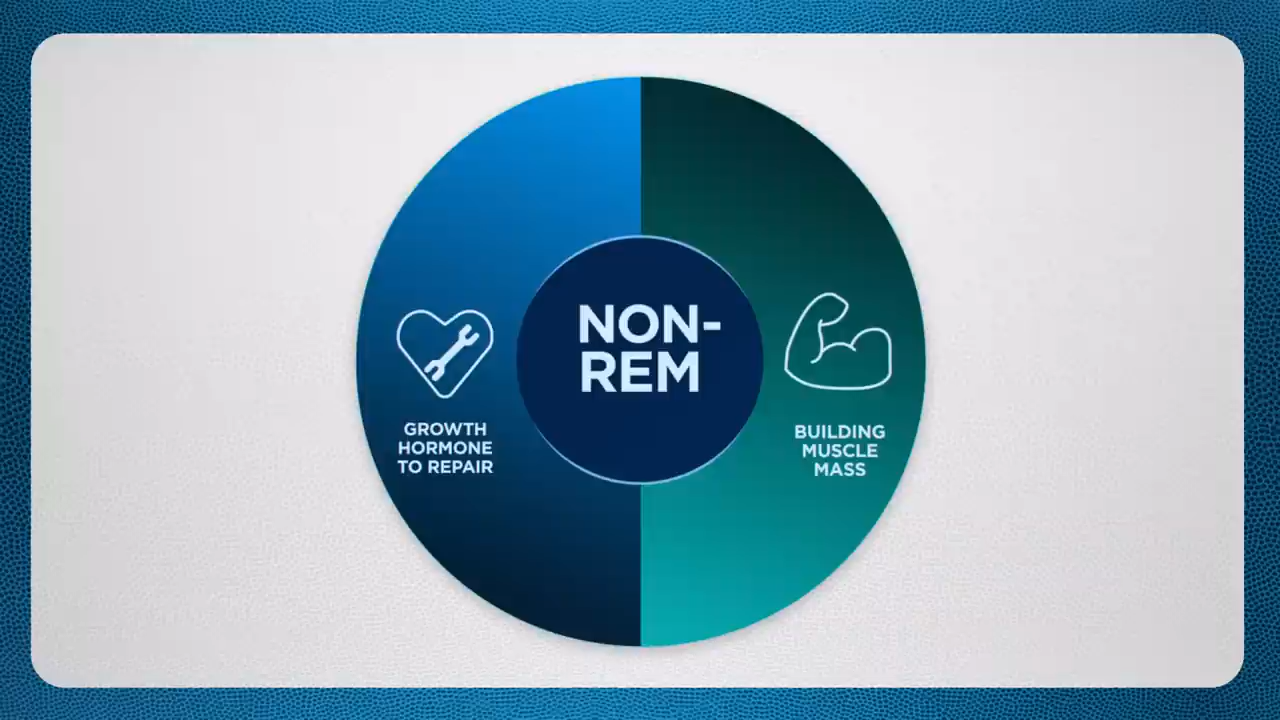 NON-
REM
GROWTH
HORMONE
TO REPAIR
BUILDING
MUSCLE
MASS